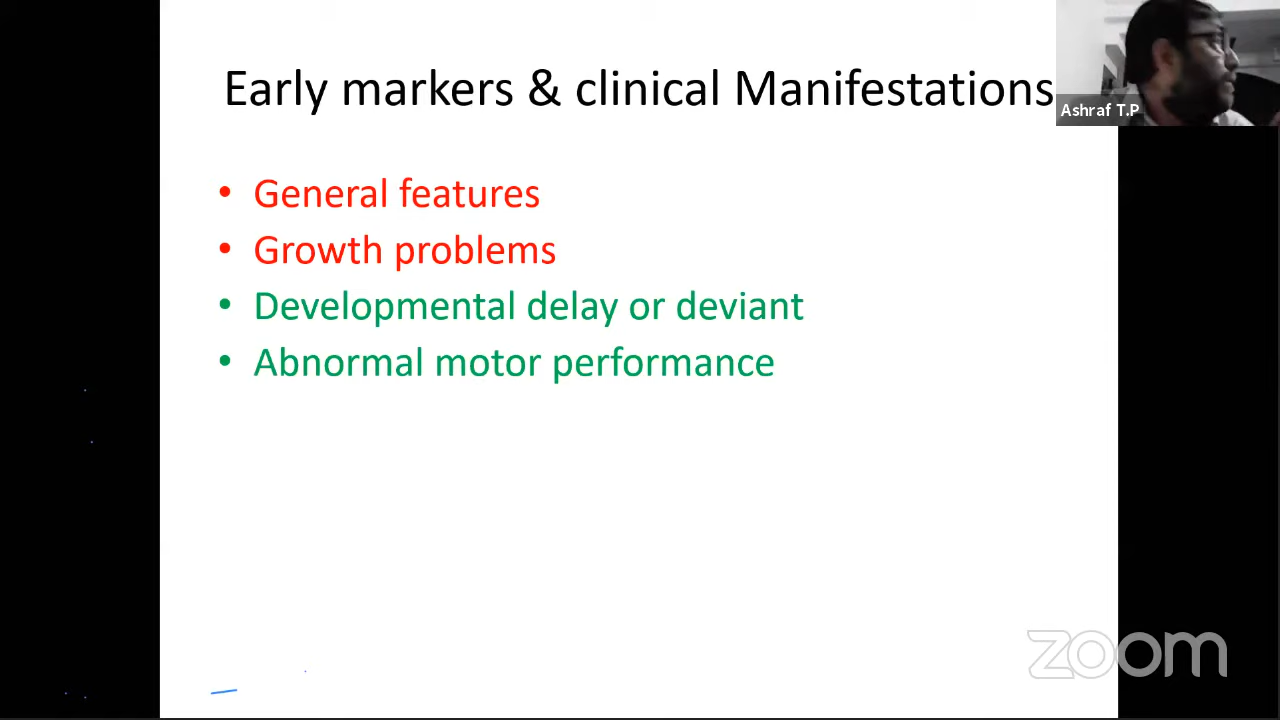 Early markers & clinical Manifestations
Ashraf T.P
• General features
• Growth problems
• Developmental delay or deviant
• Abnormal motor performance
zoom